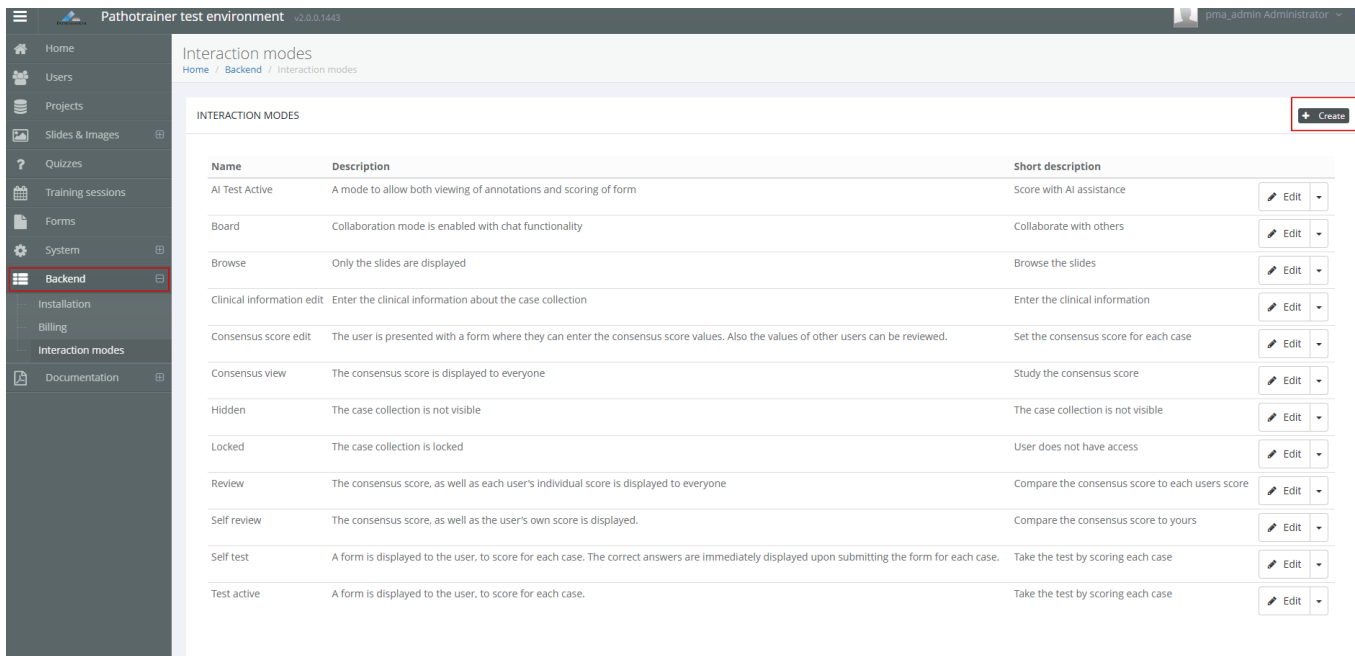 Pathotrainer test environment v2.0.0.1443
pma_admin Administrator
Home
Users
Projects
Slides & Images
Quizzes
Training sessions
Forms
System
Backend
Installation
Billing
Interaction modes
Documentation
Interaction modes
Home / Backend / Interaction modes
INTERACTION MODES
+ Create
Name Description Short description
AI Test Active A mode to allow both viewing of annotations and scoring of form Score with AI assistance Edit
Board Collaboration mode is enabled with chat functionality Collaborate with others Edit
Browse Only the slides are displayed Browse the slides Edit
Clinical information edit Enter the clinical information about the case collection Enter the clinical information Edit
Consensus score edit The user is presented with a form where they can enter the consensus score values. Also the values of other users can be reviewed. Set the consensus score for each case Edit
Consensus view The consensus score is displayed to everyone Study the consensus score Edit
Hidden The case collection is not visible The case collection is not visible Edit
Locked The case collection is locked User does not have access Edit
Review The consensus score, as well as each user's individual score is displayed to everyone Compare the consensus score to each users score Edit
Self review The consensus score, as well as the user's own score is displayed. Compare the consensus score to yours Edit
Self test A form is displayed to the user, to score for each case. The correct answers are immediately displayed upon submitting the form for each case. Take the test by scoring each case Edit
Test active A form is displayed to the user, to score for each case. Take the test by scoring each case Edit